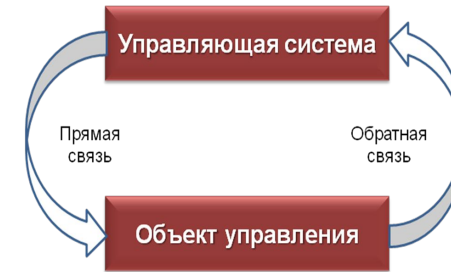 Управляющая система
Прямая
связь
Обратная
связь
Объект управления